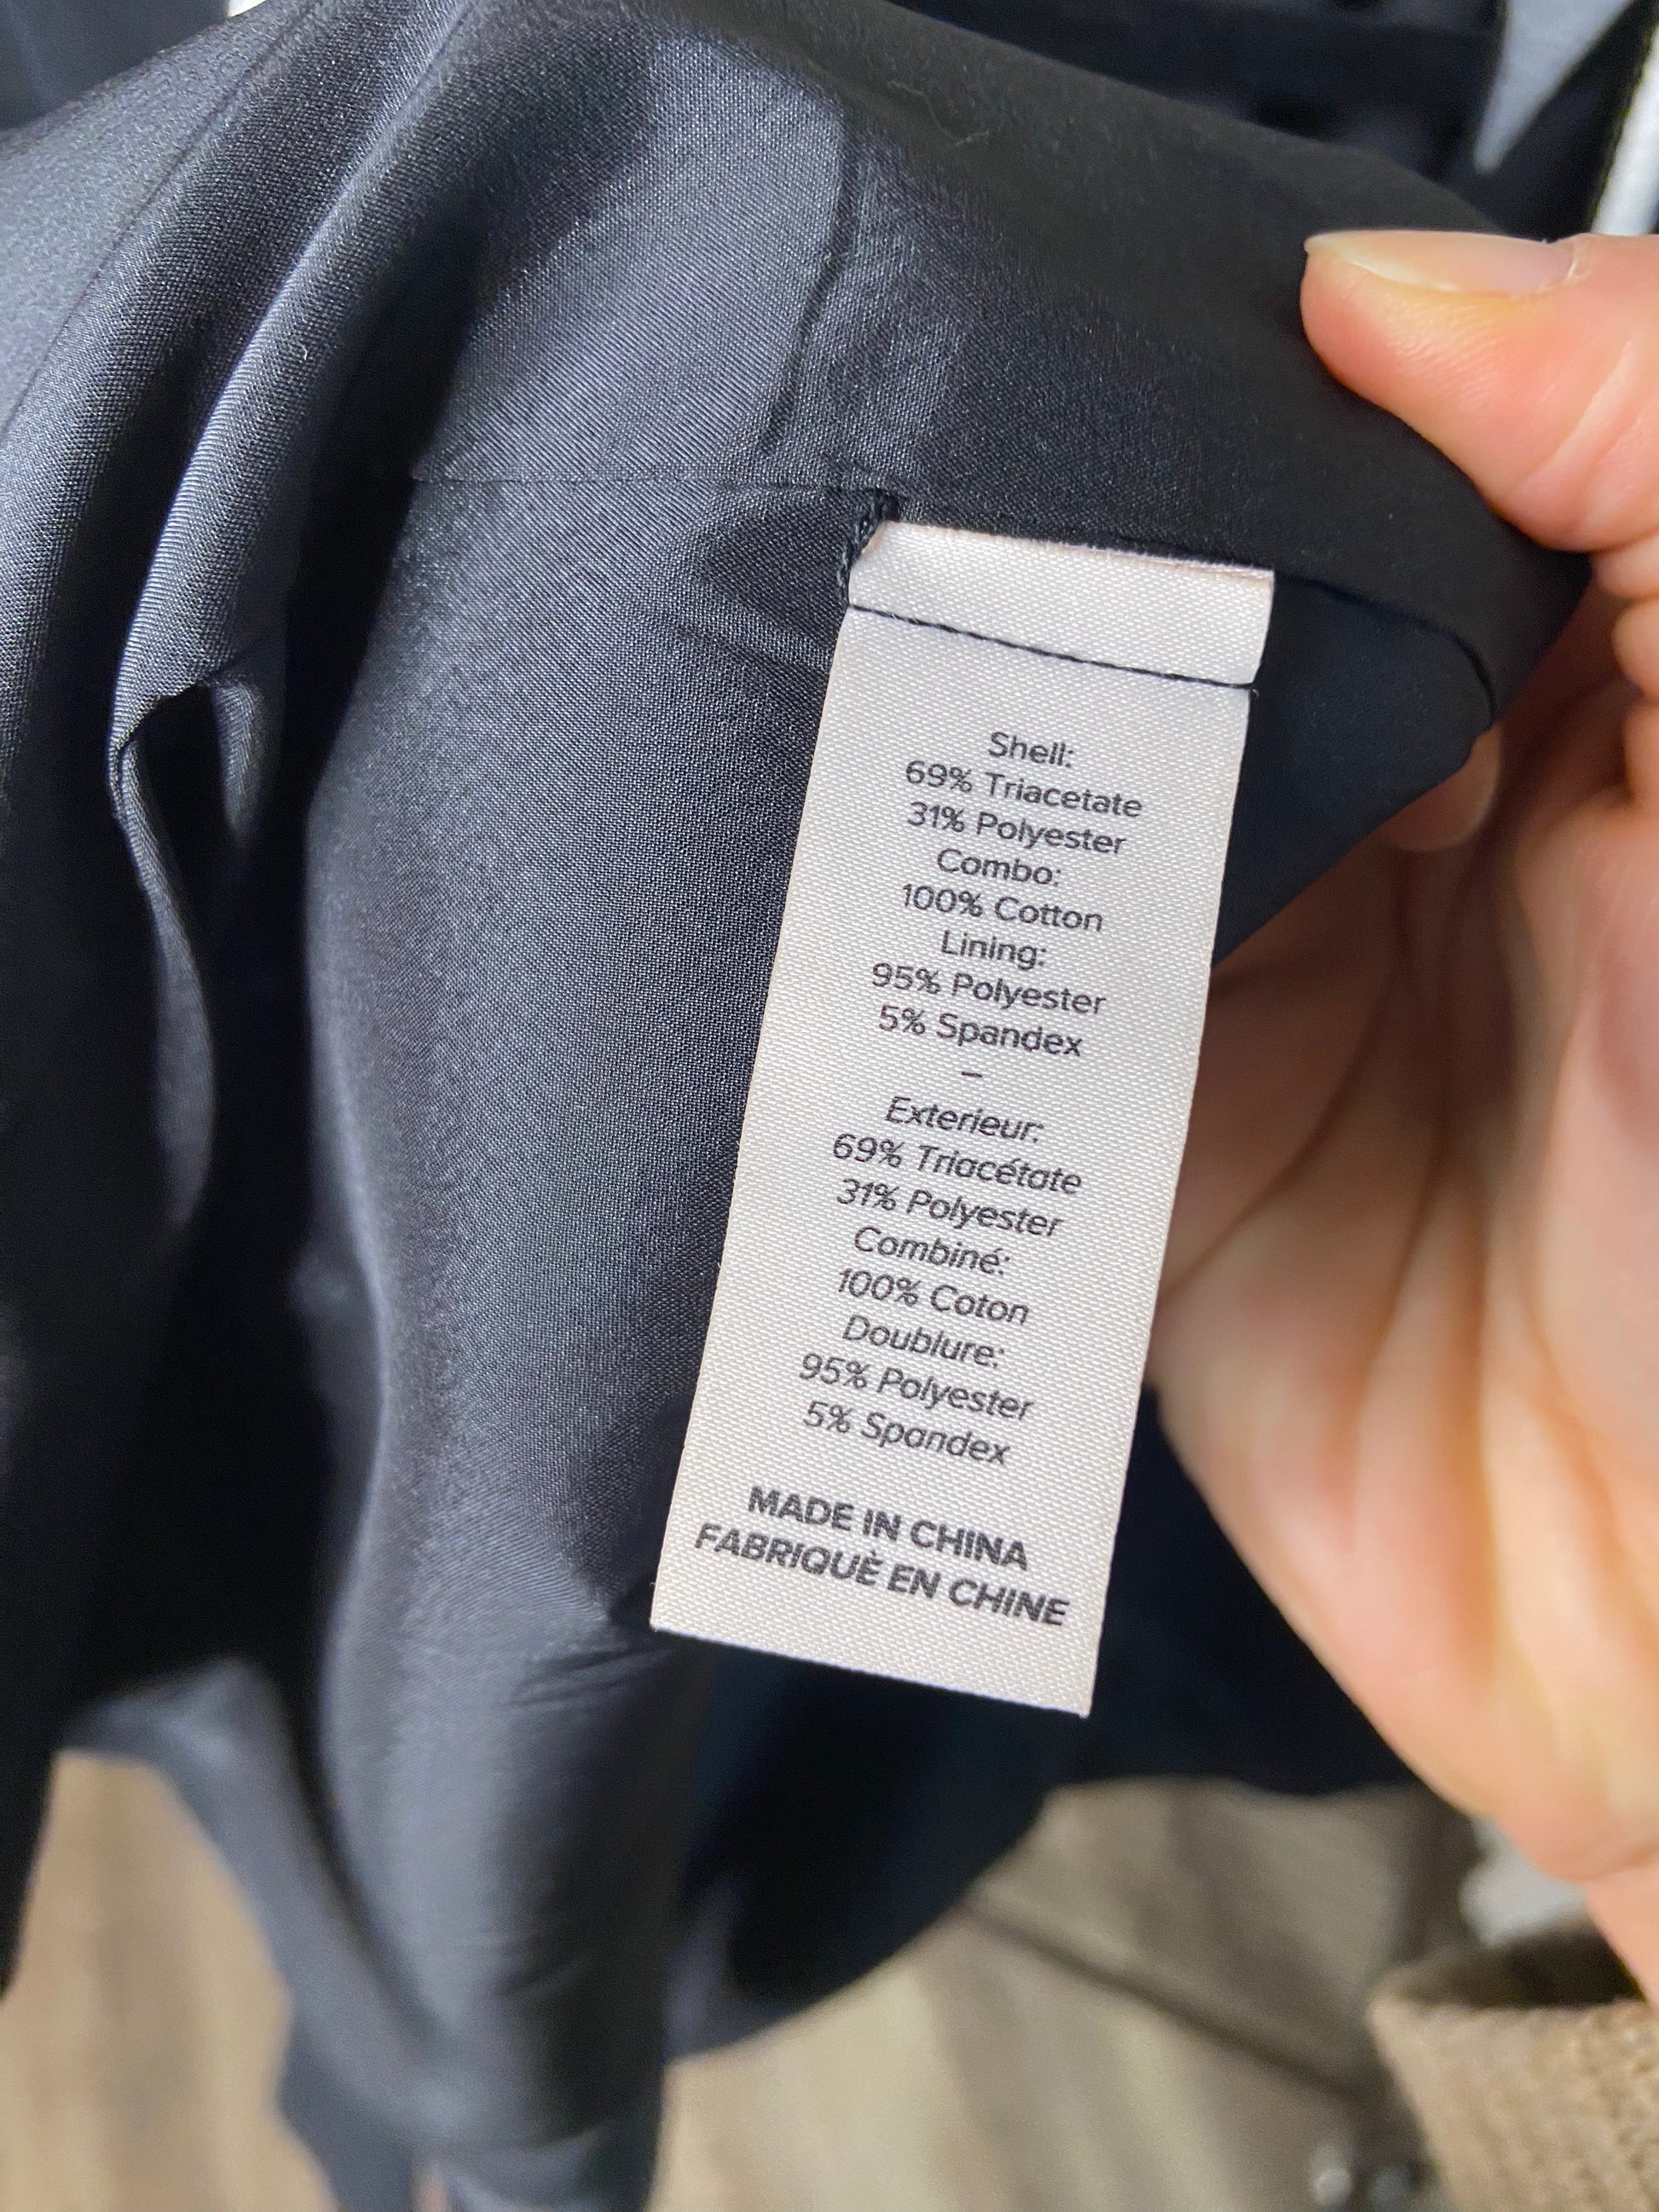 Shell:
69% Triacetate
31% Polyester
Combo:
100% Cotton
Lining:
95% Polyester
5% Spandex
–
Exterieur:
69% Triacétate
31% Polyester
Combiné:
100% Coton
Doublure:
95% Polyester
5% Spandex
MADE IN CHINA
FABRIQUÈ EN CHINE